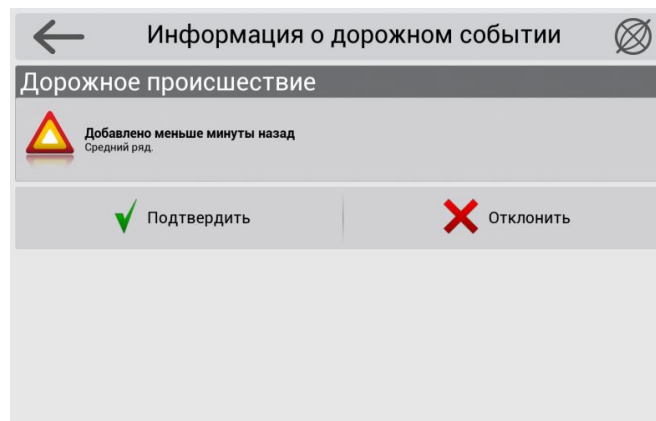 Информация о дорожном событии
Дорожное происшествие
Добавлено меньше минуты назад
Средний ряд.
Подтвердить
Отклонить